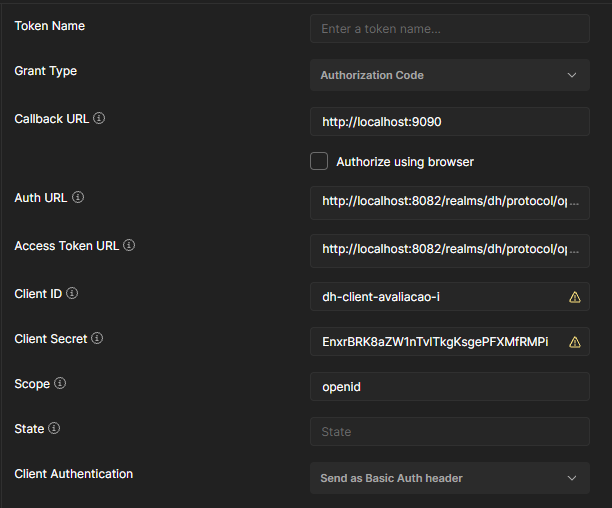 Token Name
Enter a token name...
Grant Type
Authorization Code
Callback URL
http://localhost:9090
Authorize using browser
Auth URL
http://localhost:8082/realms/dh/protocol/op...
Access Token URL
http://localhost:8082/realms/dh/protocol/op...
Client ID
dh-client-avaliacao-i
Client Secret
EnxrBRK8aZW1nTvlTkgKsgePFXMfRMPi
Scope
openid
State
State
Client Authentication
Send as Basic Auth header